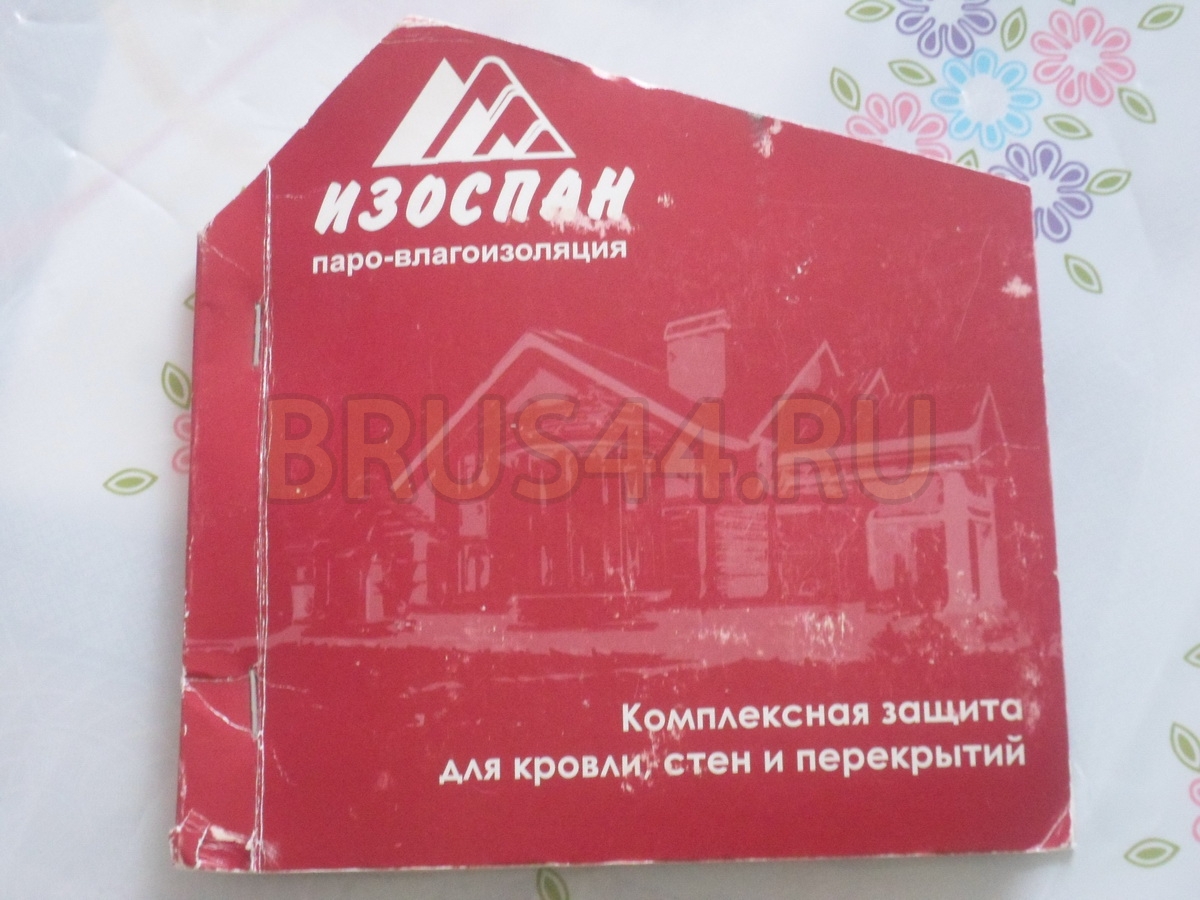 ИЗОСПАН
паро-влагоизоляция
BRUS44.RU
Комплексная защита
для кровли, стен и перекрытий